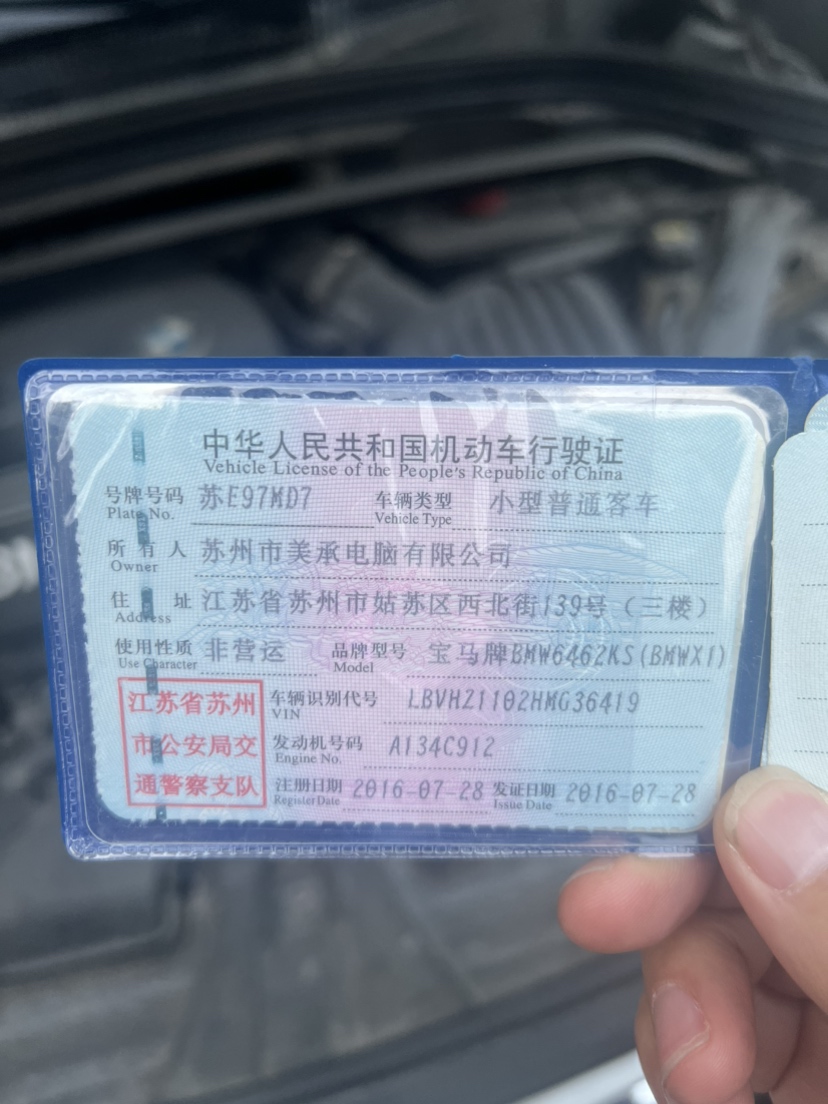 中华人民共和国机动车行驶证
Vehicle License of the People's Republic of China
号牌号码 苏E97MD7 车辆类型 小型普通客车
Plate No. Vehicle Type
所有人 苏州市美承电脑有限公司
Owner
住址 江苏省苏州市姑苏区西北街139号（三楼）
Address
使用性质 非营运 品牌型号 宝马牌BMW6462KS(BMWX1)
Use Character Model
江苏省苏州
市公安局交
通警察支队
车辆识别代号 LBVHZ1102HMG36419
VIN
发动机号码 A134C912
Engine No.
注册日期 2016-07-28 发证日期 2016-07-28
Register Date Issue Date